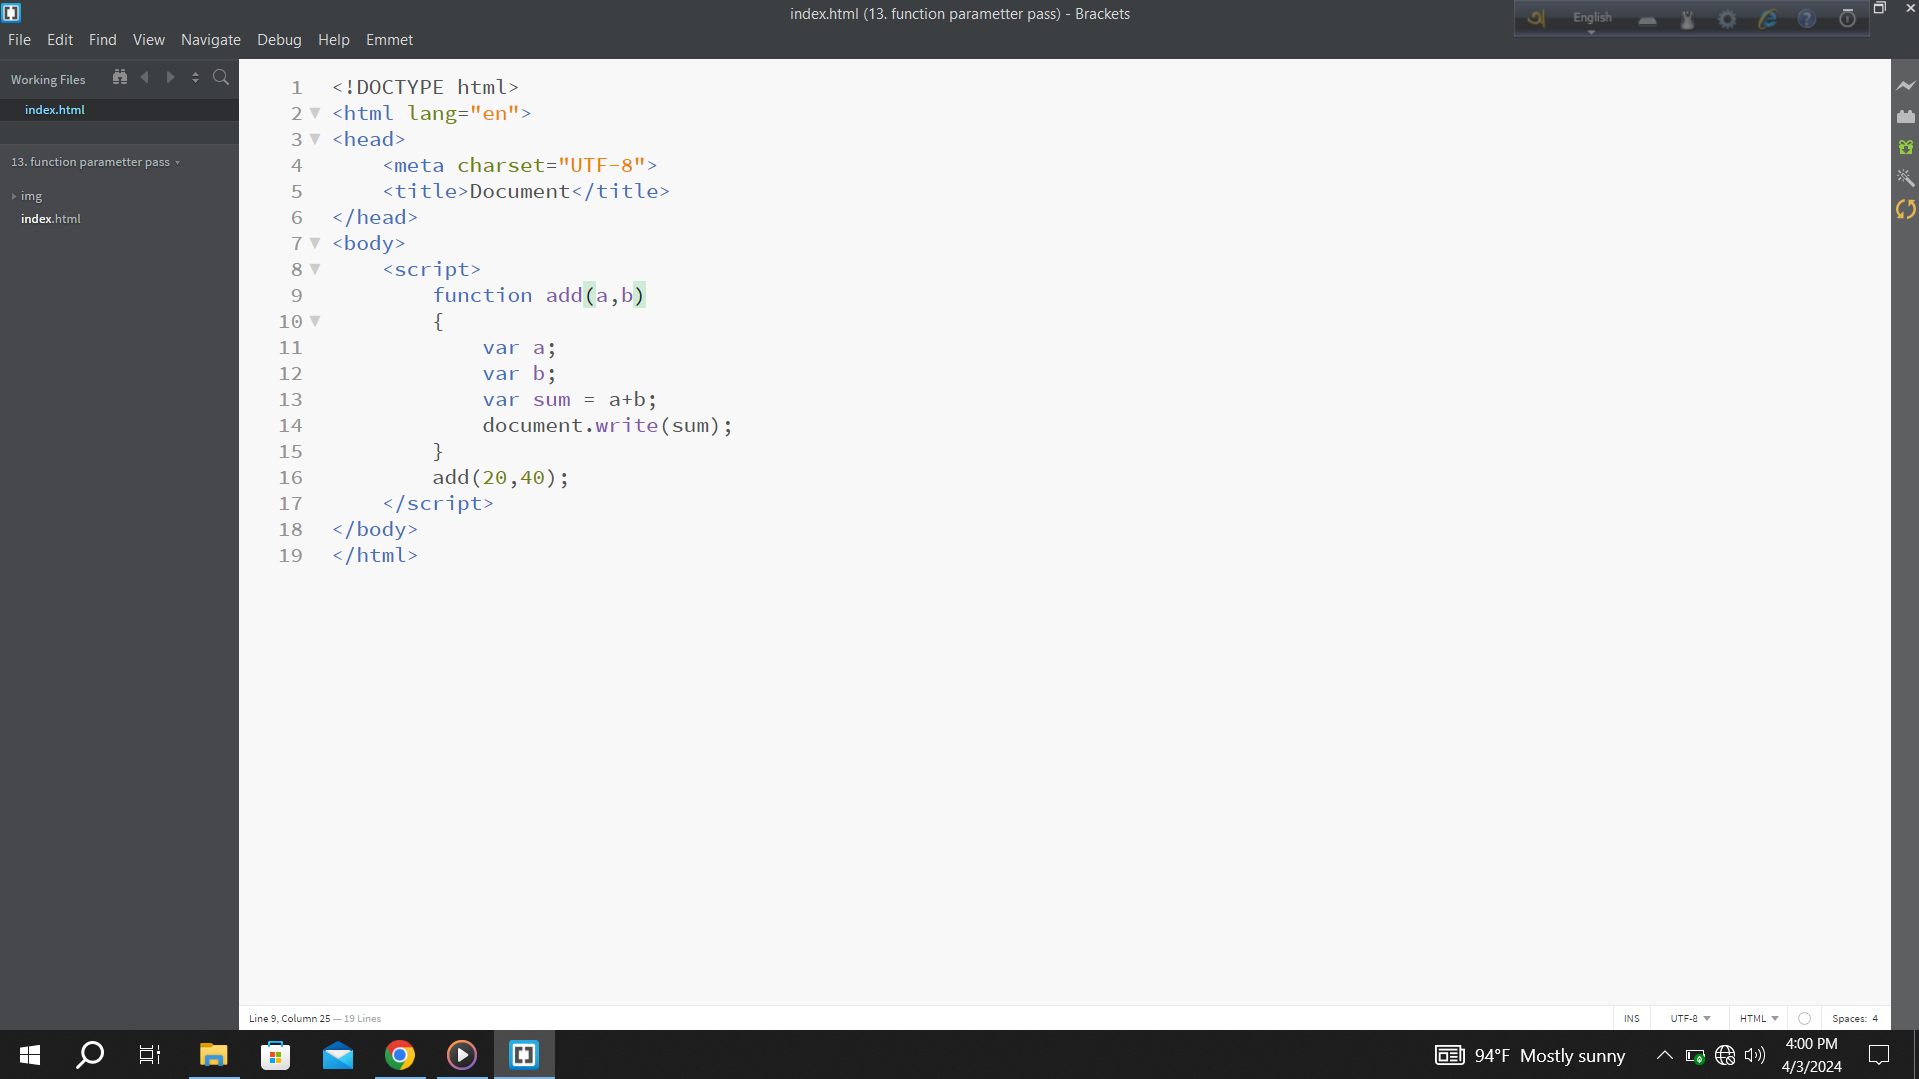 index.html (13. function parametter pass) - Brackets
English
File Edit Find View Navigate Debug Help Emmet
Working Files
index.html
13. function parametter pass
img
index.html
1 <!DOCTYPE html>
2 <html lang="en">
3 <head>
4     <meta charset="UTF-8">
5     <title>Document</title>
6 </head>
7 <body>
8     <script>
9         function add(a,b)
10         {
11             var a;
12             var b;
13             var sum = a+b;
14             document.write(sum);
15         }
16         add(20,40);
17     </script>
18 </body>
19 </html>
Line 9, Column 25 — 19 Lines
INS UTF-8 HTML Spaces: 4
94°F Mostly sunny
4:00 PM
4/3/2024